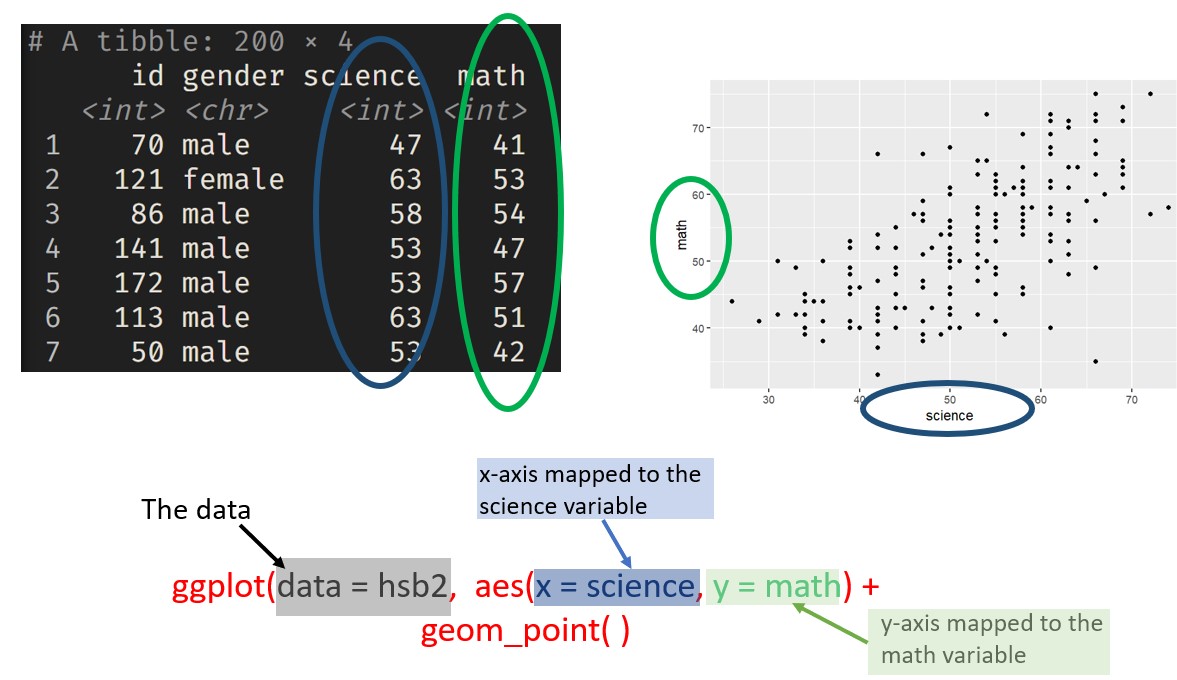 # A tibble: 200 × 4
id gender science math
<int> <chr> <int> <int>
1 70 male 47 41
2 121 female 63 53
3 86 male 58 54
4 141 male 53 47
5 172 male 53 57
6 113 male 63 51
7 50 male 53 42
70
60
50
40
math
30 40 50 60 70
science
x-axis mapped to the
science variable
The data
ggplot(data = hsb2, aes(x = science, y = math) +
geom_point( )
y-axis mapped to the
math variable